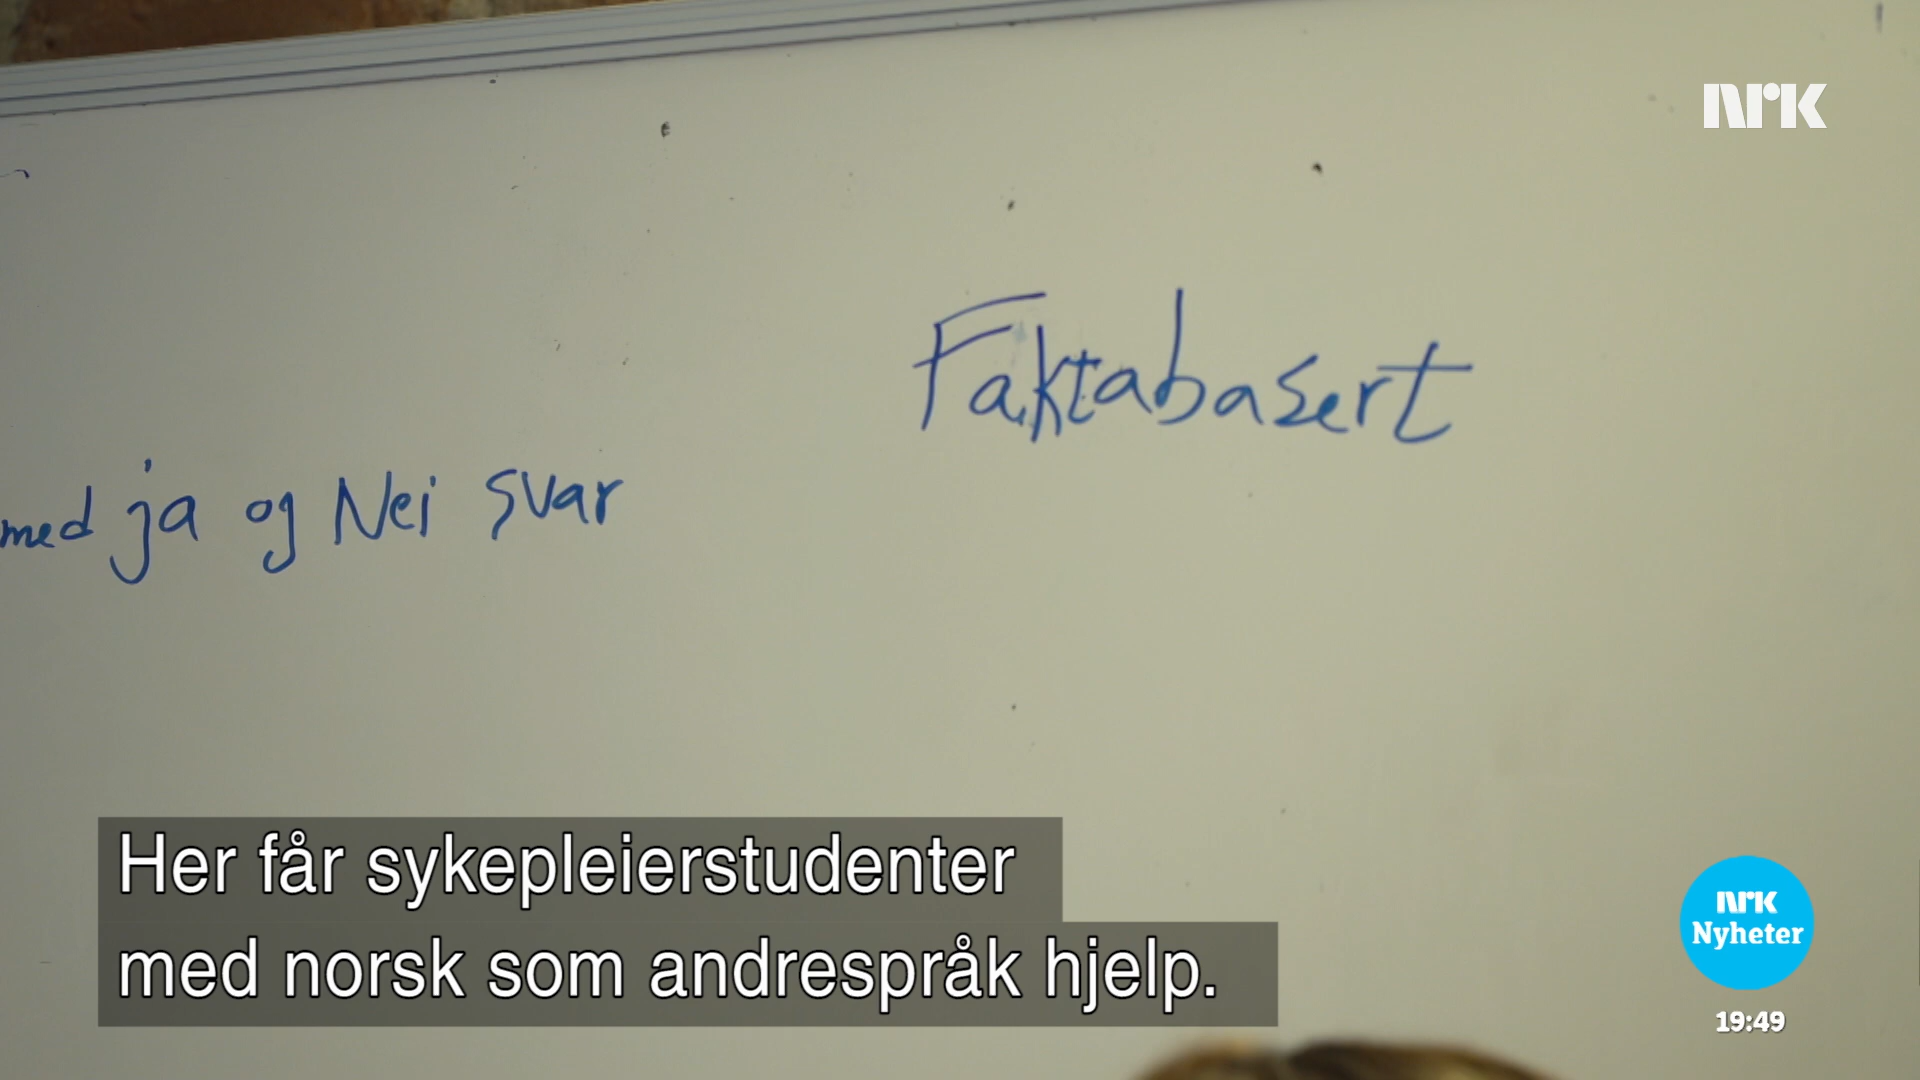 NRK
Faktabasert
med ja og Nei svar
Her får sykepleierstudenter
med norsk som andrespråk hjelp.
NRK
Nyheter
19:49